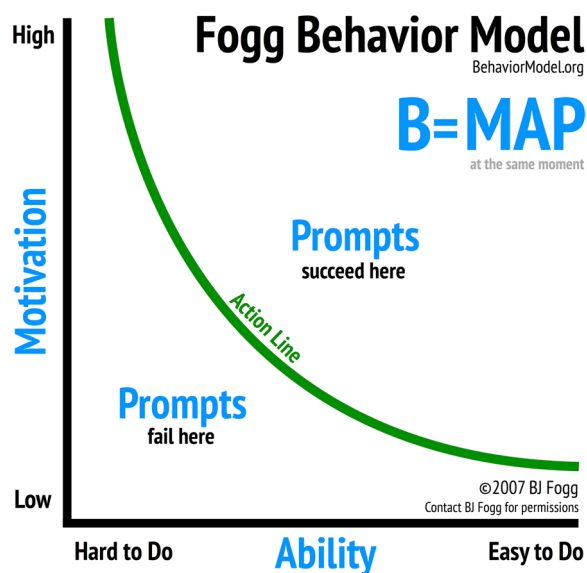 High
Fogg Behavior Model
BehaviorModel.org
B=MAP
at the same moment
Motivation
Prompts
succeed here
Action Line
Prompts
fail here
Low
©2007 BJ Fogg
Contact BJ Fogg for permissions
Hard to Do
Ability
Easy to Do